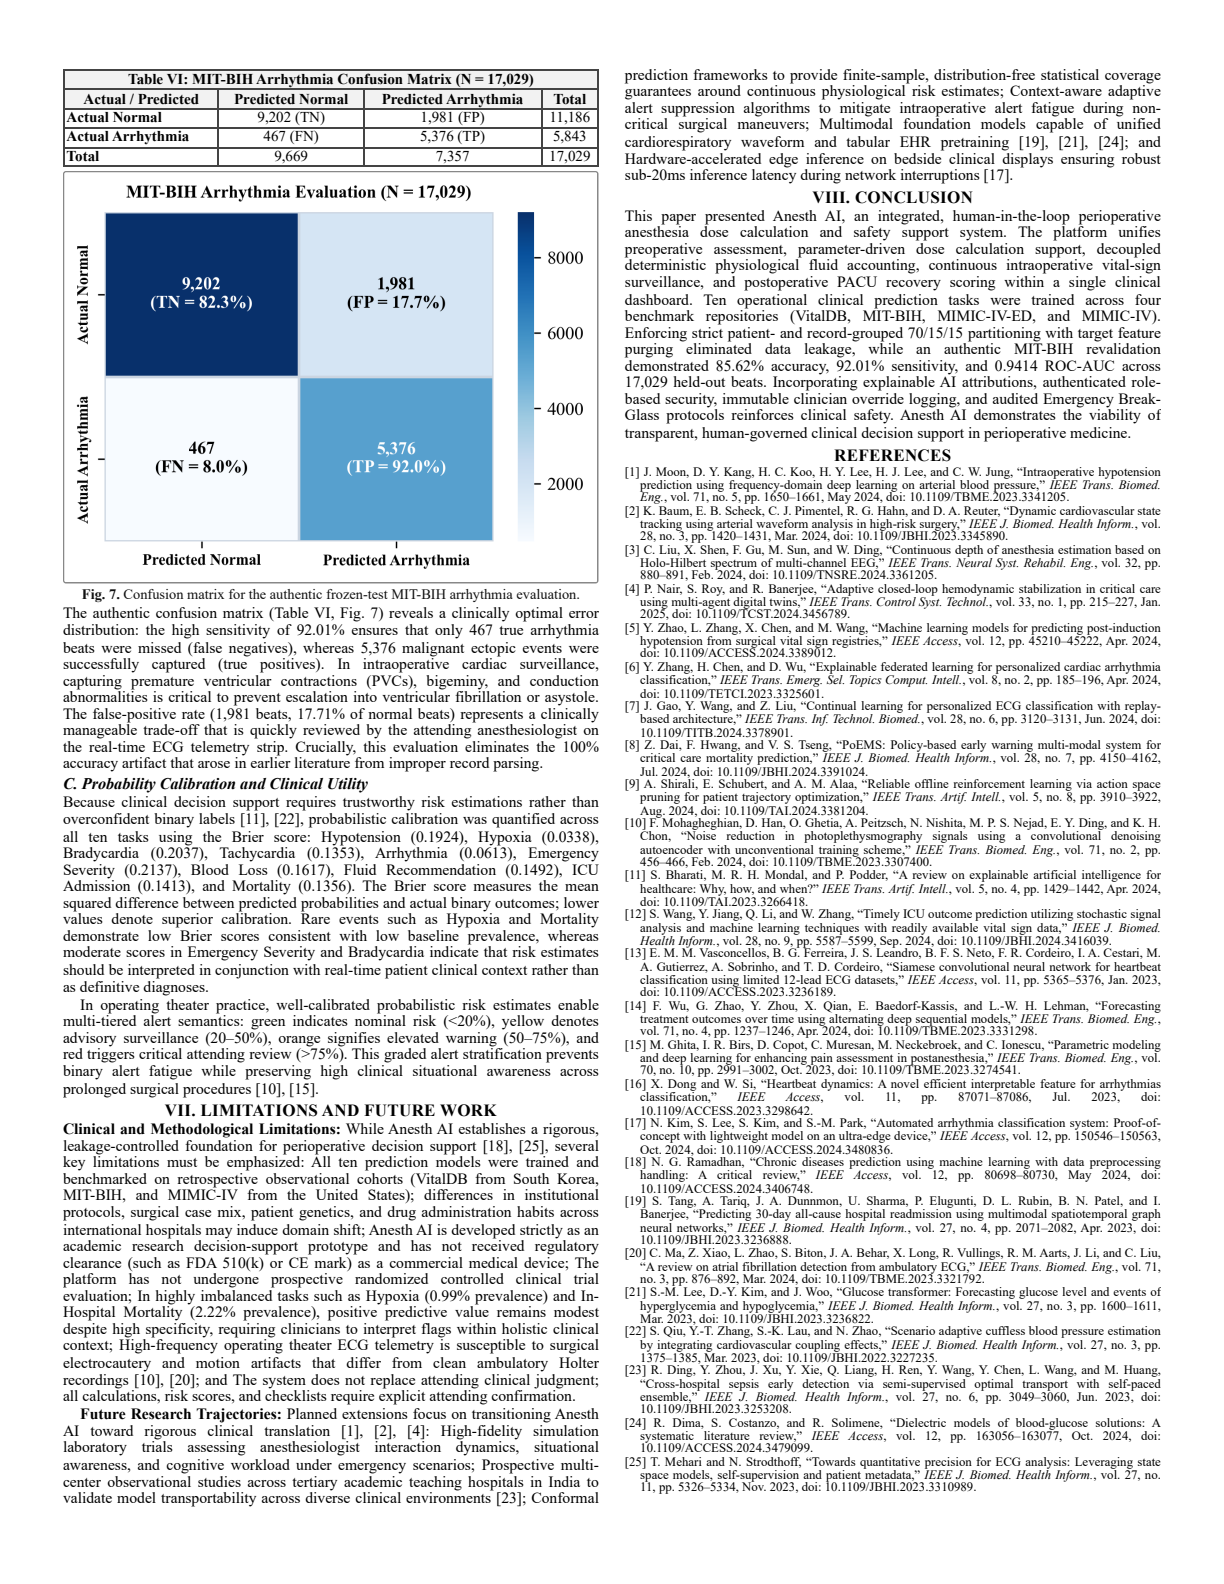 Table VI: MIT-BIH Arrhythmia Confusion Matrix (N = 17,029)
Actual / Predicted Predicted Normal Predicted Arrhythmia Total
Actual Normal 9,202 (TN) 1,981 (FP) 11,186
Actual Arrhythmia 467 (FN) 5,376 (TP) 5,843
Total 9,669 7,357 17,029
MIT-BIH Arrhythmia Evaluation (N = 17,029)
Actual Normal
Actual Arrhythmia
9,202
(TN = 82.3%)
1,981
(FP = 17.7%)
467
(FN = 8.0%)
5,376
(TP = 92.0%)
Predicted Normal
Predicted Arrhythmia
8000
6000
4000
2000
Fig. 7. Confusion matrix for the authentic frozen-test MIT-BIH arrhythmia evaluation.
The authentic confusion matrix (Table VI, Fig. 7) reveals a clinically optimal error
distribution: the high sensitivity of 92.01% ensures that only 467 true arrhythmia
beats were missed (false negatives), whereas 5,376 malignant ectopic events were
successfully captured (true positives). In intraoperative cardiac surveillance,
capturing premature ventricular contractions (PVCs), bigeminy, and conduction
abnormalities is critical to prevent escalation into ventricular fibrillation or asystole.
The false-positive rate (1,981 beats, 17.71% of normal beats) represents a clinically
manageable trade-off that is quickly reviewed by the attending anesthesiologist on
the real-time ECG telemetry strip. Crucially, this evaluation eliminates the 100%
accuracy artifact that arose in earlier literature from improper record parsing.
C. Probability Calibration and Clinical Utility
Because clinical decision support requires trustworthy risk estimations rather than
overconfident binary labels [11], [22], probabilistic calibration was quantified across
all ten tasks using the Brier score: Hypotension (0.1924), Hypoxia (0.0338),
Bradycardia (0.2037), Tachycardia (0.1353), Arrhythmia (0.0613), Emergency
Severity (0.2137), Blood Loss (0.1617), Fluid Recommendation (0.1492), ICU
Admission (0.1413), and Mortality (0.1356). The Brier score measures the mean
squared difference between predicted probabilities and actual binary outcomes; lower
values denote superior calibration. Rare events such as Hypoxia and Mortality
demonstrate low Brier scores consistent with low baseline prevalence, whereas
moderate scores in Emergency Severity and Bradycardia indicate that risk estimates
should be interpreted in conjunction with real-time patient clinical context rather than
as definitive diagnoses.
In operating theater practice, well-calibrated probabilistic risk estimates enable
multi-tiered alert semantics: green indicates nominal risk (<20%), yellow denotes
advisory surveillance (20–50%), orange signifies elevated warning (50–75%), and
red triggers critical attending review (>75%). This graded alert stratification prevents
binary alert fatigue while preserving high clinical situational awareness across
prolonged surgical procedures [10], [15].
VII. LIMITATIONS AND FUTURE WORK
Clinical and Methodological Limitations: While Anesth AI establishes a rigorous,
leakage-controlled foundation for perioperative decision support [18], [25], several
key limitations must be emphasized: All ten prediction models were trained and
benchmarked on retrospective observational cohorts (VitalDB from South Korea,
MIT-BIH, and MIMIC-IV from the United States); differences in institutional
protocols, surgical case mix, patient genetics, and drug administration habits across
international hospitals may induce domain shift; Anesth AI is developed strictly as an
academic research decision-support prototype and has not received regulatory
clearance (such as FDA 510(k) or CE mark) as a commercial medical device; The
platform has not undergone prospective randomized controlled clinical trial
evaluation; In highly imbalanced tasks such as Hypoxia (0.99% prevalence) and In-
Hospital Mortality (2.22% prevalence), positive predictive value remains modest
despite high specificity, requiring clinicians to interpret flags within holistic clinical
context; High-frequency operating theater ECG telemetry is susceptible to surgical
electrocautery and motion artifacts that differ from clean ambulatory Holter
recordings [10], [20]; and The system does not replace attending clinical judgment;
all calculations, risk scores, and checklists require explicit attending confirmation.
Future Research Trajectories: Planned extensions focus on transitioning Anesth
AI toward rigorous clinical translation [1], [2], [4]: High-fidelity simulation
laboratory trials assessing anesthesiologist interaction dynamics, situational
awareness, and cognitive workload under emergency scenarios; Prospective multi-
center observational studies across tertiary academic teaching hospitals in India to
validate model transportability across diverse clinical environments [23]; Conformal
prediction frameworks to provide finite-sample, distribution-free statistical coverage
guarantees around continuous physiological risk estimates; Context-aware adaptive
alert suppression algorithms to mitigate intraoperative alert fatigue during non-
critical surgical maneuvers; Multimodal foundation models capable of unified
cardiorespiratory waveform and tabular EHR pretraining [19], [21], [24]; and
Hardware-accelerated edge inference on bedside clinical displays ensuring robust
sub-20ms inference latency during network interruptions [17].
VIII. CONCLUSION
This paper presented Anesth AI, an integrated, human-in-the-loop perioperative
anesthesia dose calculation and safety support system. The platform unifies
preoperative assessment, parameter-driven dose calculation support, decoupled
deterministic physiological fluid accounting, continuous intraoperative vital-sign
surveillance, and postoperative PACU recovery scoring within a single clinical
dashboard. Ten operational clinical prediction tasks were trained across four
benchmark repositories (VitalDB, MIT-BIH, MIMIC-IV-ED, and MIMIC-IV).
Enforcing strict patient- and record-grouped 70/15/15 partitioning with target feature
purging eliminated data leakage, while an authentic MIT-BIH revalidation
demonstrated 85.62% accuracy, 92.01% sensitivity, and 0.9414 ROC-AUC across
17,029 held-out beats. Incorporating explainable AI attributions, authenticated role-
based security, immutable clinician override logging, and audited Emergency Break-
Glass protocols reinforces clinical safety. Anesth AI demonstrates the viability of
transparent, human-governed clinical decision support in perioperative medicine.
REFERENCES
[1] J. Moon, D. Y. Kang, H. C. Koo, H. Y. Lee, H. J. Lee, and C. W. Jung, “Intraoperative hypotension
prediction using frequency-domain deep learning on arterial blood pressure,” IEEE Trans. Biomed.
Eng., vol. 71, no. 5, pp. 1650–1661, May 2024, doi: 10.1109/TBME.2023.3341205.
[2] K. Baum, E. B. Scheck, C. J. Pimentel, R. G. Hahn, and D. A. Reuter, “Dynamic cardiovascular state
tracking using arterial waveform analysis in high-risk surgery,” IEEE J. Biomed. Health Inform., vol.
28, no. 3, pp. 1420–1431, Mar. 2024, doi: 10.1109/JBHI.2023.3345890.
[3] C. Liu, X. Shen, F. Gu, M. Sun, and W. Ding, “Continuous depth of anesthesia estimation based on
Holo-Hilbert spectrum of multi-channel EEG,” IEEE Trans. Neural Syst. Rehabil. Eng., vol. 32, pp.
880–891, Feb. 2024, doi: 10.1109/TNSRE.2024.3361205.
[4] P. Nair, S. Roy, and R. Banerjee, “Adaptive closed-loop hemodynamic stabilization in critical care
using multi-agent digital twins,” IEEE Trans. Control Syst. Technol., vol. 33, no. 1, pp. 215–227, Jan.
2025, doi: 10.1109/TCST.2024.3456789.
[5] Y. Zhao, L. Zhang, X. Chen, and M. Wang, “Machine learning models for predicting post-induction
hypotension from surgical vital sign registries,” IEEE Access, vol. 12, pp. 45210–45222, Apr. 2024,
doi: 10.1109/ACCESS.2024.3389012.
[6] Y. Zhang, H. Chen, and D. Wu, “Explainable federated learning for personalized cardiac arrhythmia
classification,” IEEE Trans. Emerg. Sel. Topics Comput. Intell., vol. 8, no. 2, pp. 185–196, Apr. 2024,
doi: 10.1109/TETCI.2023.3325601.
[7] J. Gao, Y. Wang, and Z. Liu, “Continual learning for personalized ECG classification with replay-
based architecture,” IEEE Trans. Inf. Technol. Biomed., vol. 28, no. 6, pp. 3120–3131, Jun. 2024, doi:
10.1109/TITB.2024.3378901.
[8] Z. Dai, F. Hwang, and V. S. Tseng, “PoEMS: Policy-based early warning multi-modal system for
critical care mortality prediction,” IEEE J. Biomed. Health Inform., vol. 28, no. 7, pp. 4150–4162,
Jul. 2024, doi: 10.1109/JBHI.2024.3391024.
[9] A. Shirali, E. Schubert, and A. M. Alaa, “Reliable offline reinforcement learning via action space
pruning for patient trajectory optimization,” IEEE Trans. Artif. Intell., vol. 5, no. 8, pp. 3910–3922,
Aug. 2024, doi: 10.1109/TAI.2024.3381204.
[10] F. Mohagheghian, D. Han, O. Ghetia, A. Peitzsch, N. Nishita, M. P. S. Nejad, E. Y. Ding, and K. H.
Chon, “Noise reduction in photoplethysmography signals using a convolutional denoising
autoencoder with unconventional training scheme,” IEEE Trans. Biomed. Eng., vol. 71, no. 2, pp.
456–466, Feb. 2024, doi: 10.1109/TBME.2023.3307400.
[11] S. Bharati, M. R. H. Mondal, and P. Podder, “A review on explainable artificial intelligence for
healthcare: Why, how, and when?” IEEE Trans. Artif. Intell., vol. 5, no. 4, pp. 1429–1442, Apr. 2024,
doi: 10.1109/TAI.2023.3266418.
[12] S. Wang, Y. Jiang, Q. Li, and W. Zhang, “Timely ICU outcome prediction utilizing stochastic signal
analysis and machine learning techniques with readily available vital sign data,” IEEE J. Biomed.
Health Inform., vol. 28, no. 9, pp. 5587–5599, Sep. 2024, doi: 10.1109/JBHI.2024.3416039.
[13] E. M. M. Vasconcellos, B. G. Ferreira, J. S. Leandro, B. F. S. Neto, F. R. Cordeiro, I. A. Cestari, M.
A. Gutierrez, A. Sobrinho, and T. D. Cordeiro, “Siamese convolutional neural network for heartbeat
classification using limited 12-lead ECG datasets,” IEEE Access, vol. 11, pp. 5365–5376, Jan. 2023,
doi: 10.1109/ACCESS.2023.3236189.
[14] F. Wu, G. Zhao, Y. Zhou, X. Qian, E. Baedorf-Kassis, and L.-W. H. Lehman, “Forecasting
treatment outcomes over time using alternating deep sequential models,” IEEE Trans. Biomed. Eng.,
vol. 71, no. 4, pp. 1237–1246, Apr. 2024, doi: 10.1109/TBME.2023.3331298.
[15] M. Ghita, I. R. Birs, D. Copot, C. Muresan, M. Neckebroek, and C. Ionescu, “Parametric modeling
and deep learning for enhancing pain assessment in postanesthesia,” IEEE Trans. Biomed. Eng., vol.
70, no. 10, pp. 2991–3002, Oct. 2023, doi: 10.1109/TBME.2023.3274541.
[16] X. Dong and W. Si, “Heartbeat dynamics: A novel efficient interpretable feature for arrhythmias
classification,” IEEE Access, vol. 11, pp. 87071–87086, Jul. 2023, doi:
10.1109/ACCESS.2023.3298642.
[17] N. Kim, S. Lee, S. Kim, and S.-M. Park, “Automated arrhythmia classification system: Proof-of-
concept with lightweight model on an ultra-edge device,” IEEE Access, vol. 12, pp. 150546–150563,
Oct. 2024, doi: 10.1109/ACCESS.2024.3480836.
[18] N. G. Ramadhan, “Chronic diseases prediction using machine learning with data preprocessing
handling: A critical review,” IEEE Access, vol. 12, pp. 80698–80730, May 2024, doi:
10.1109/ACCESS.2024.3406748.
[19] S. Tang, A. Tariq, J. A. Dunnmon, U. Sharma, P. Elugunti, D. L. Rubin, B. N. Patel, and I.
Banerjee, “Predicting 30-day all-cause hospital readmission using multimodal spatiotemporal graph
neural networks,” IEEE J. Biomed. Health Inform., vol. 27, no. 4, pp. 2071–2082, Apr. 2023, doi:
10.1109/JBHI.2023.3236888.
[20] C. Ma, Z. Xiao, L. Zhao, S. Biton, J. A. Behar, X. Long, R. Vullings, R. M. Aarts, J. Li, and C. Liu,
“A review on atrial fibrillation detection from ambulatory ECG,” IEEE Trans. Biomed. Eng., vol. 71,
no. 3, pp. 876–892, Mar. 2024, doi: 10.1109/TBME.2023.3321792.
[21] S.-M. Lee, D.-Y. Kim, and J. Woo, “Glucose transformer: Forecasting glucose level and events of
hyperglycemia and hypoglycemia,” IEEE J. Biomed. Health Inform., vol. 27, no. 3, pp. 1600–1611,
Mar. 2023, doi: 10.1109/JBHI.2023.3236822.
[22] S. Qiu, Y.-T. Zhang, S.-K. Lau, and N. Zhao, “Scenario adaptive cuffless blood pressure estimation
by integrating cardiovascular coupling effects,” IEEE J. Biomed. Health Inform., vol. 27, no. 3, pp.
1375–1385, Mar. 2023, doi: 10.1109/JBHI.2022.3227235.
[23] R. Ding, Y. Zhou, J. Xu, Y. Xie, Q. Liang, H. Ren, Y. Wang, Y. Chen, L. Wang, and M. Huang,
“Cross-hospital sepsis early detection via semi-supervised optimal transport with self-paced
ensemble,” IEEE J. Biomed. Health Inform., vol. 27, no. 6, pp. 3049–3060, Jun. 2023, doi:
10.1109/JBHI.2023.3253208.
[24] R. Dima, S. Costanzo, and R. Solimene, “Dielectric models of blood-glucose solutions: A
systematic literature review,” IEEE Access, vol. 12, pp. 163056–163077, Oct. 2024, doi:
10.1109/ACCESS.2024.3479099.
[25] T. Mehari and N. Strodthoff, “Towards quantitative precision for ECG analysis: Leveraging state
space models, self-supervision and patient metadata,” IEEE J. Biomed. Health Inform., vol. 27, no.
11, pp. 5326–5334, Nov. 2023, doi: 10.1109/JBHI.2023.3310989.